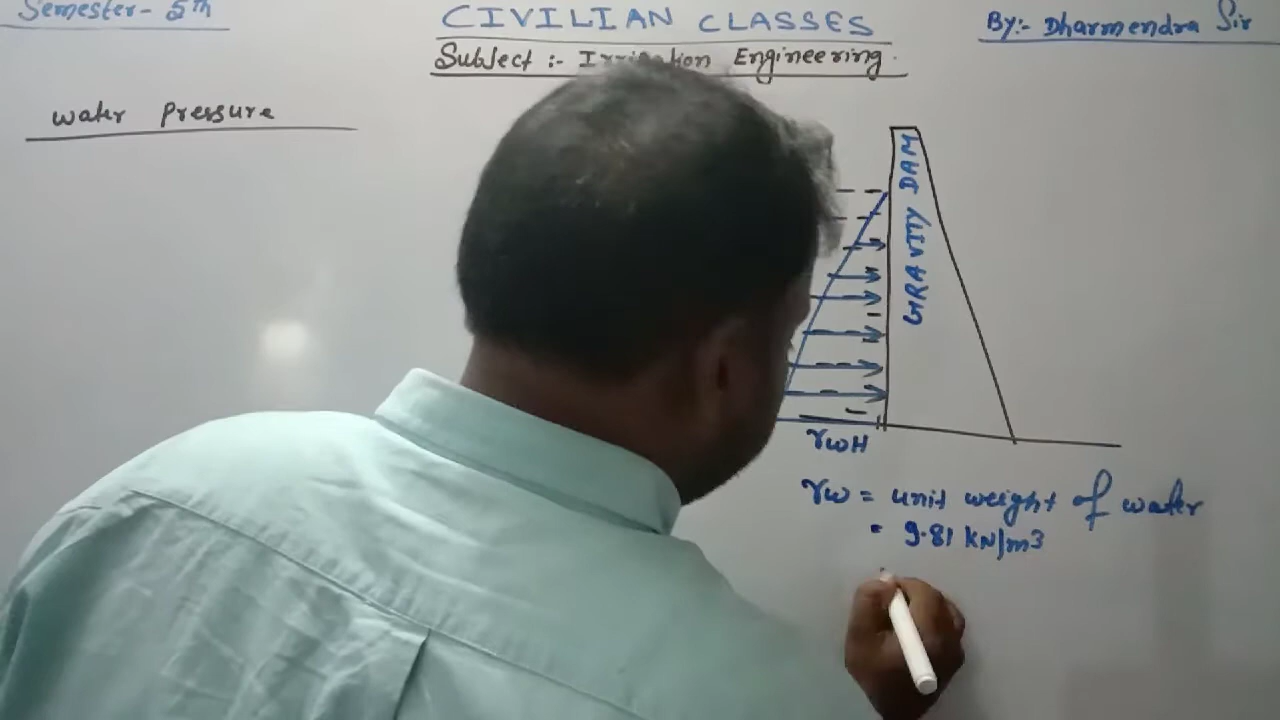 Semester- 5th
CIVILIAN CLASSES
By:- Dharmendra Sir
Subject :- Irrigation Engineering.
water Pressure
GRAVITY DAM
γwH
γw = unit weight of water
= 9.81 kN/m3